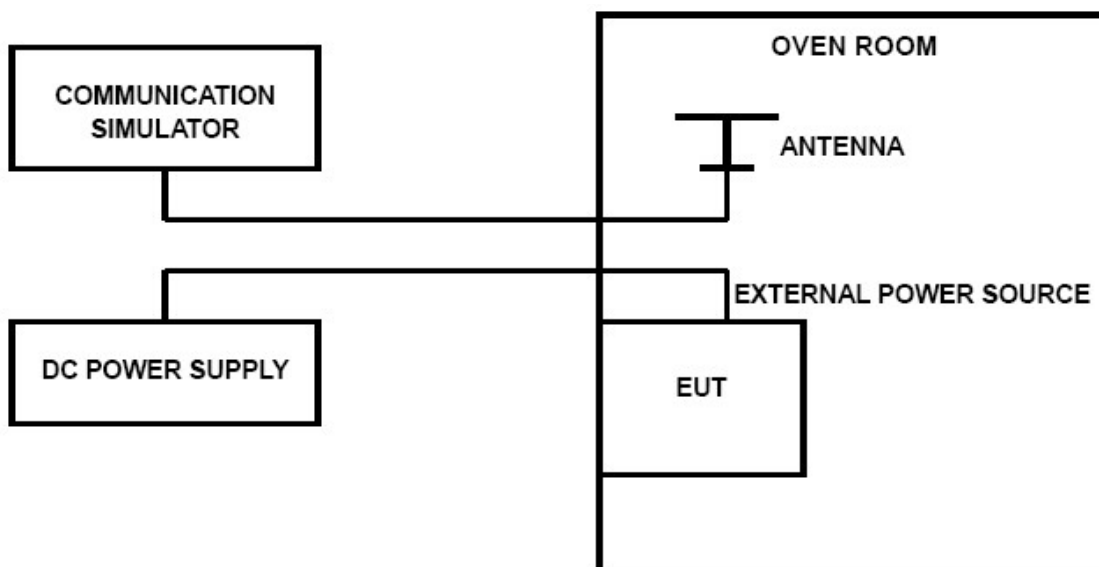 OVEN ROOM
COMMUNICATION
SIMULATOR
ANTENNA
EXTERNAL POWER SOURCE
DC POWER SUPPLY
EUT